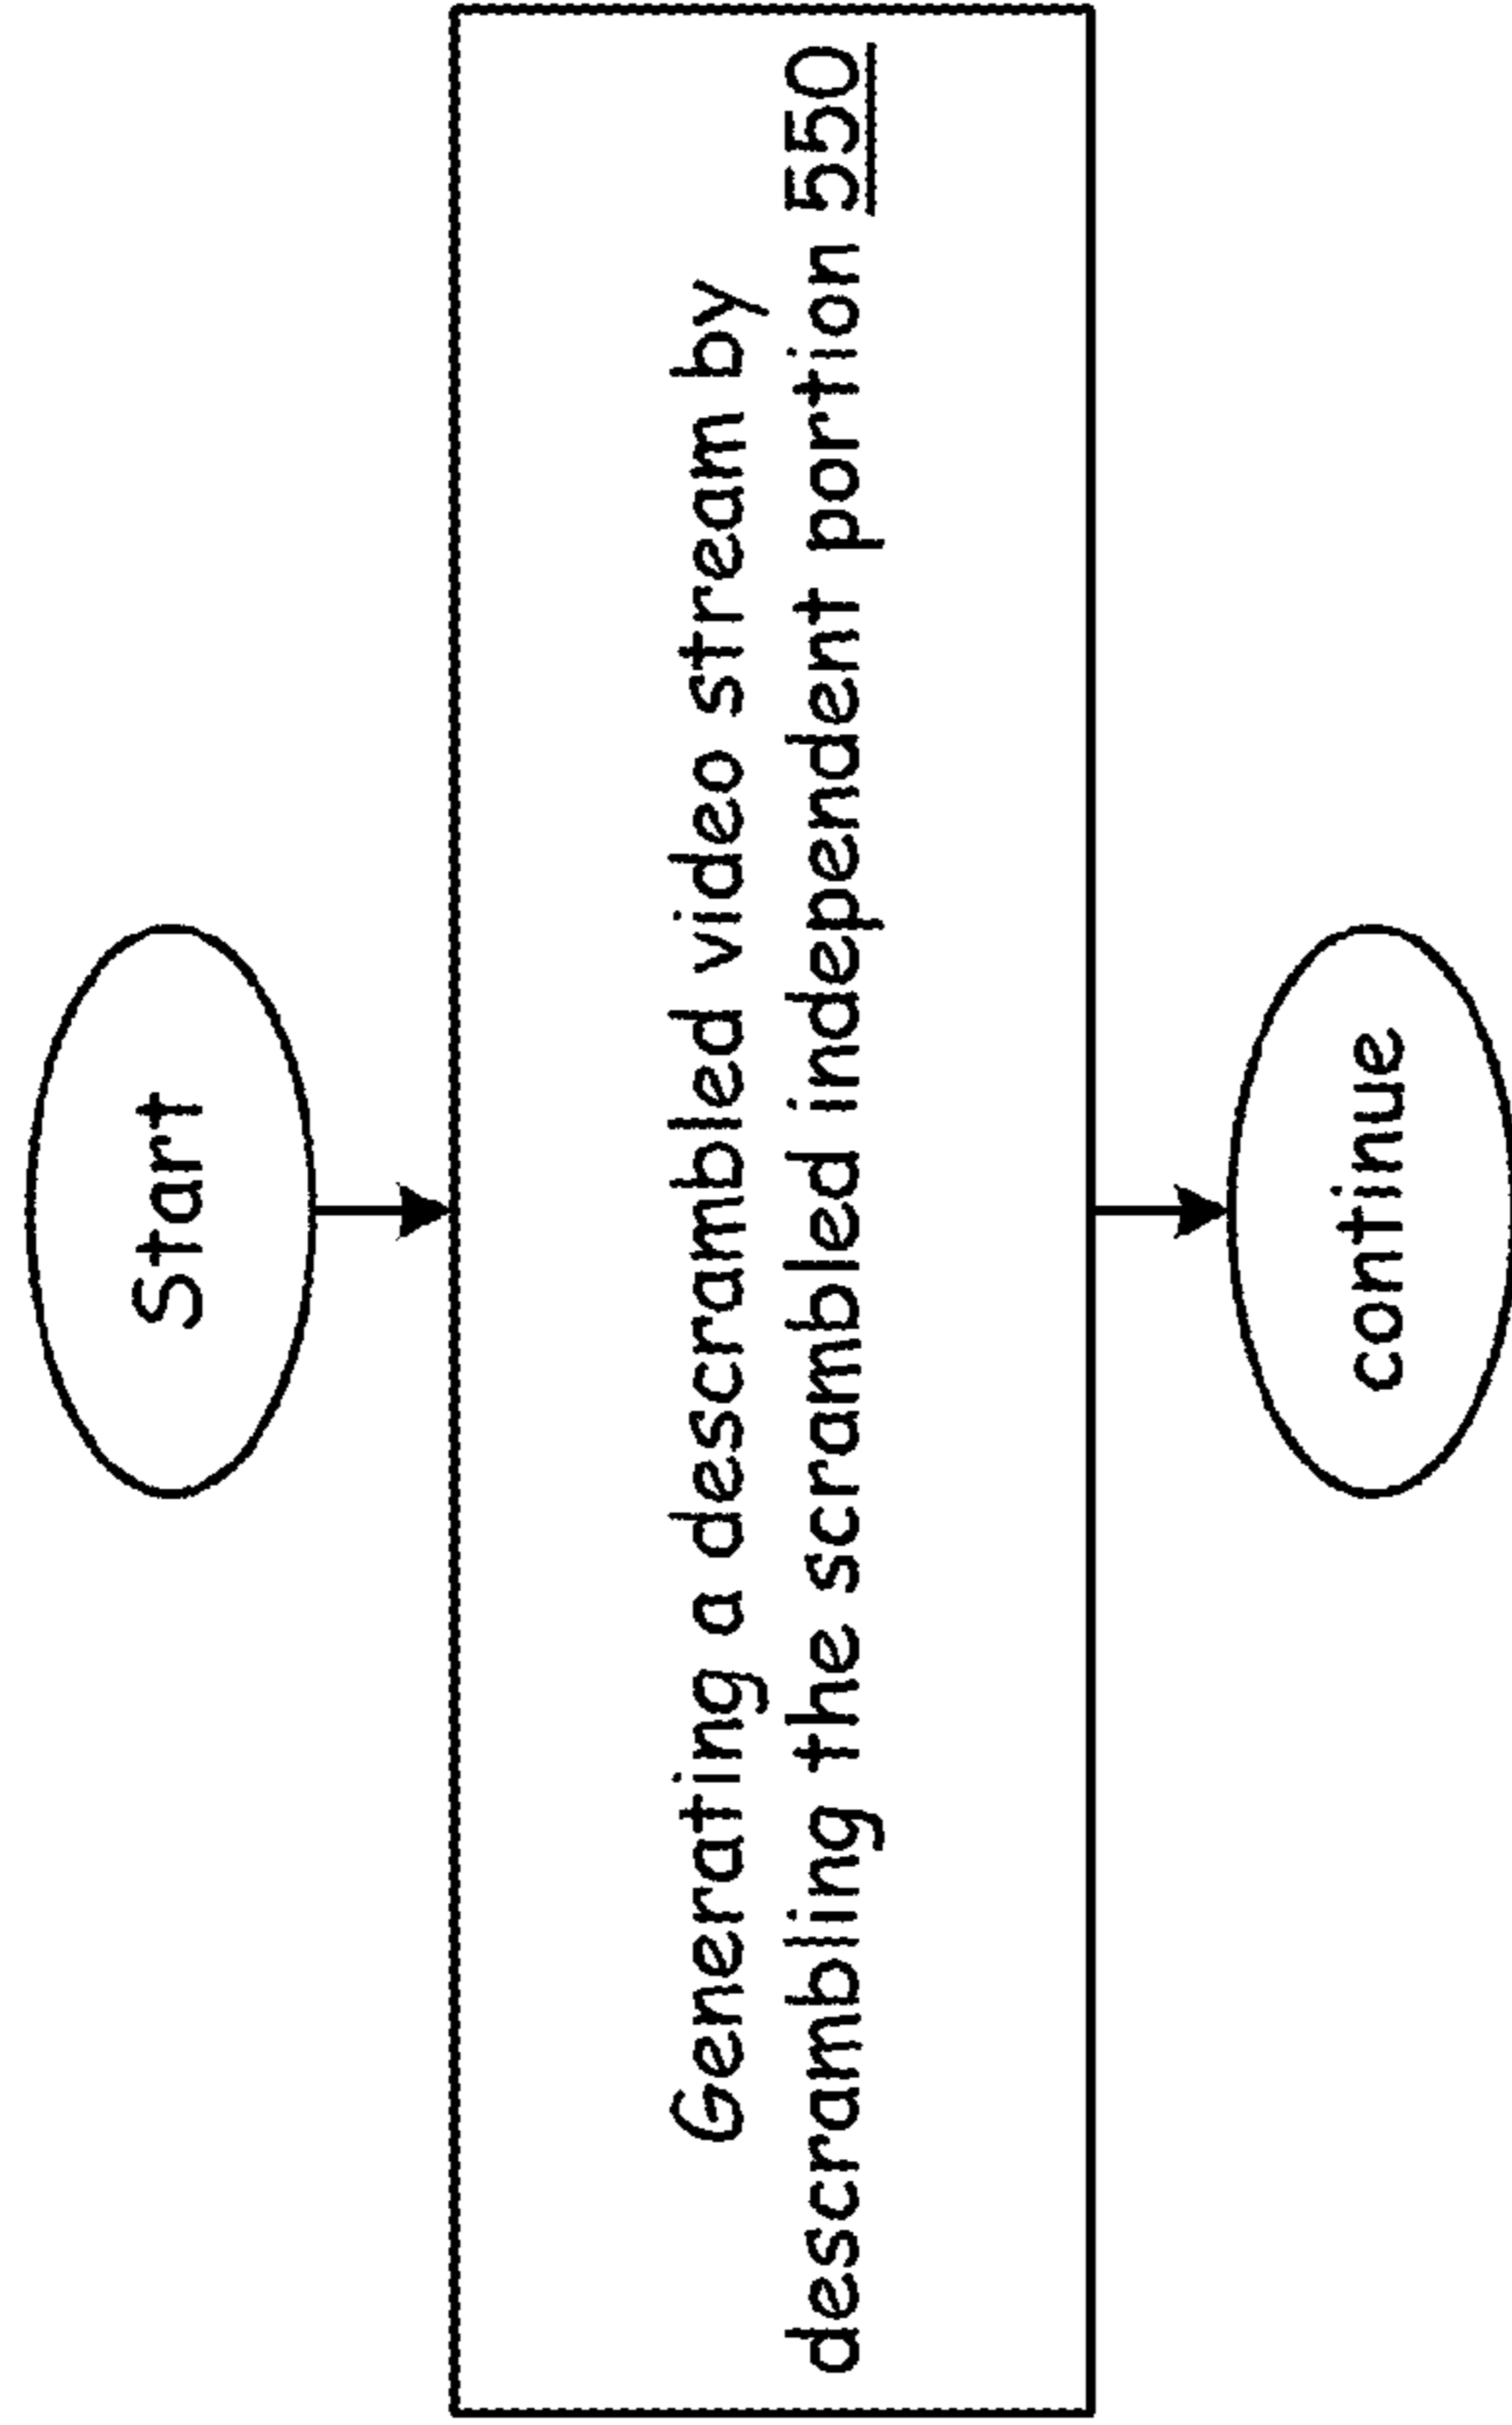 Start
Generating a descrambled video stream by
descrambling the scrambled independent portion 550
continue